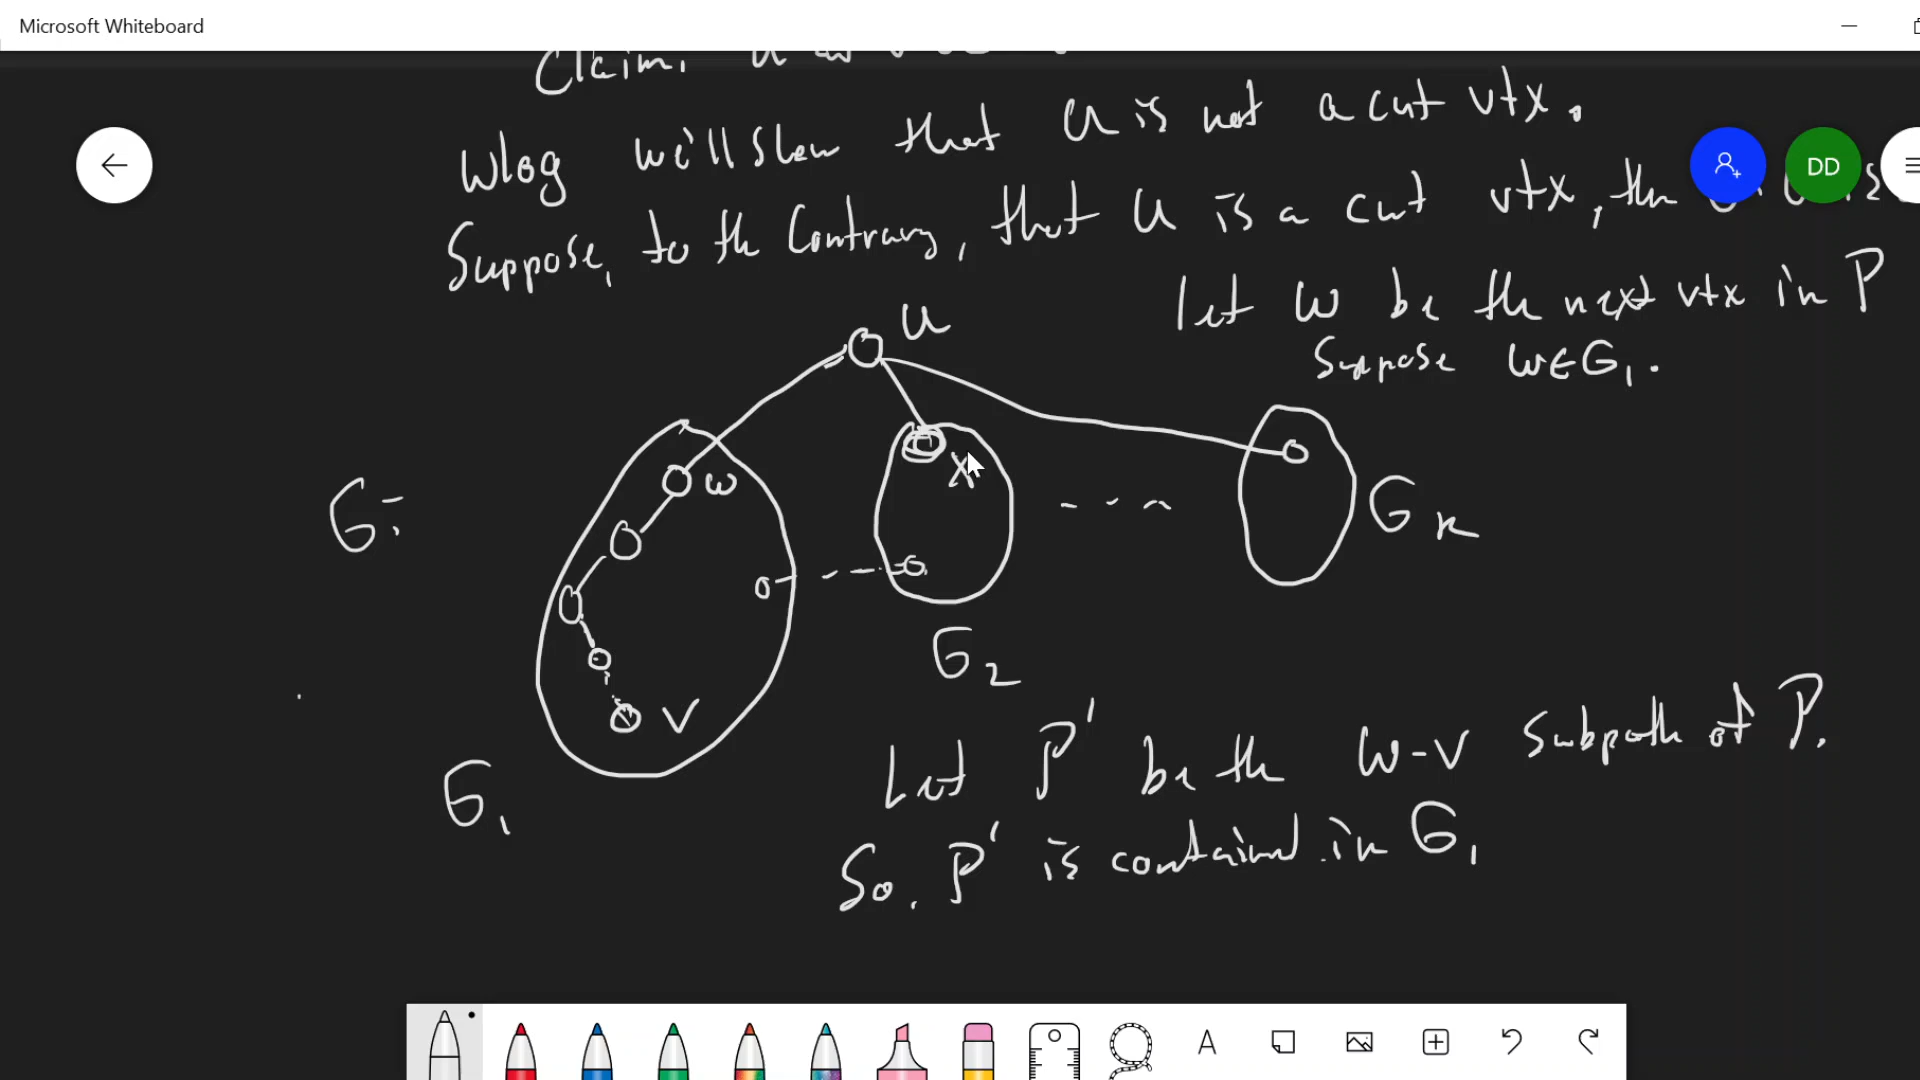 Microsoft Whiteboard
Claim. u
Wlog we'll show that u is not a cut vtx.
DD
Suppose, to the contrary, that u is a cut vtx, then
Let w be the next vtx in P
Suppose w∈G₁.
u
w
x
G:
Gₖ
G₂
v
G₁
Let P' be the w-v subpath of P.
So, P' is contained in G₁
A